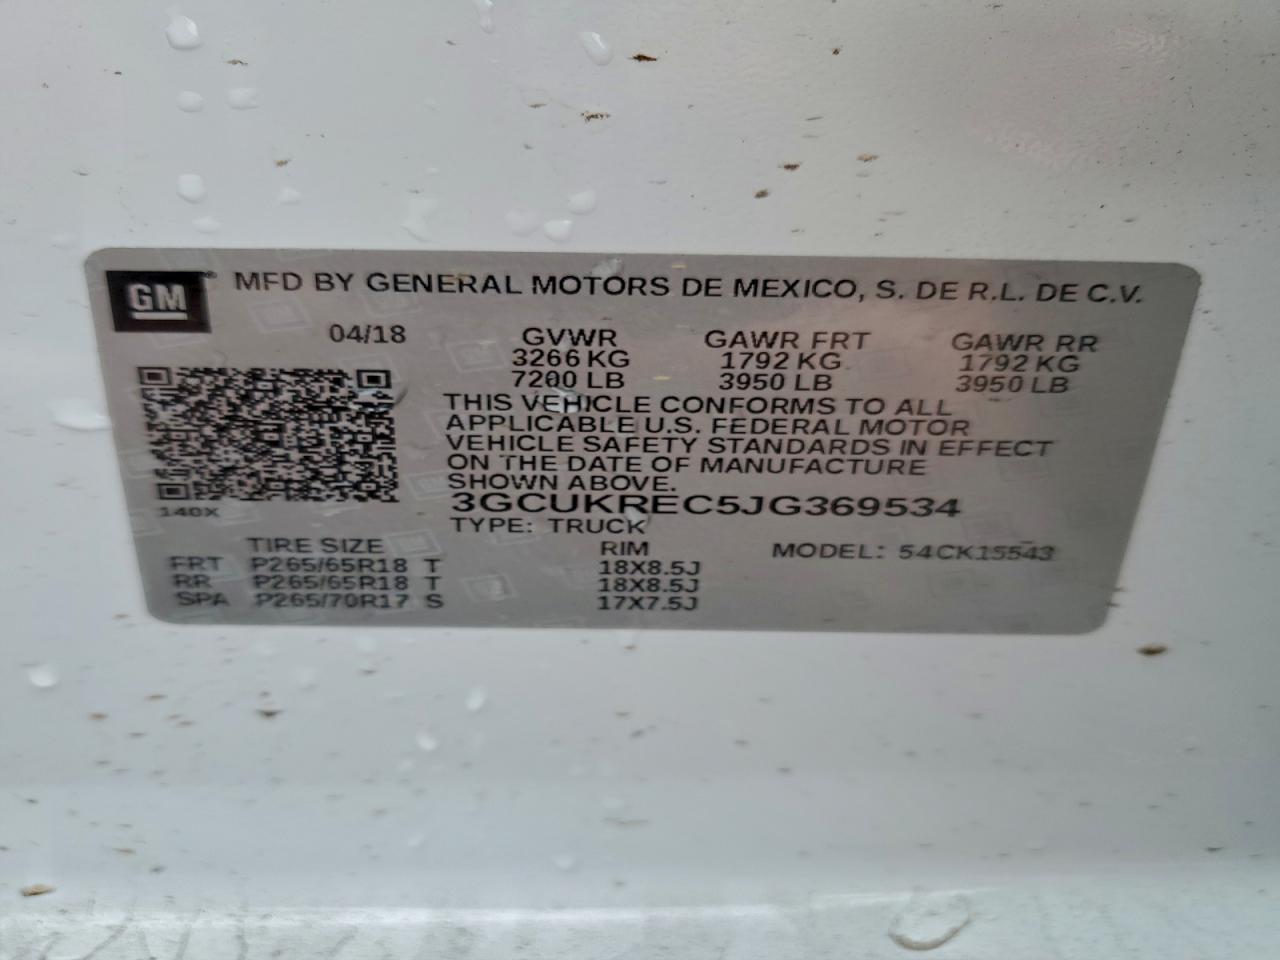 GM® MFD BY GENERAL MOTORS DE MEXICO, S. DE R.L. DE C.V.
04/18 GVWR GAWR FRT GAWR RR
3266 KG 1792 KG 1792 KG
7200 LB 3950 LB 3950 LB
THIS VEHICLE CONFORMS TO ALL
APPLICABLE U.S. FEDERAL MOTOR
VEHICLE SAFETY STANDARDS IN EFFECT
ON THE DATE OF MANUFACTURE
SHOWN ABOVE.
3GCUKREC5JG369534
140X
TYPE: TRUCK
TIRE SIZE RIM MODEL: 54CK15543
FRT P265/65R18 T 18X8.5J
RR P265/65R18 T 18X8.5J
SPA P265/70R17 S 17X7.5J